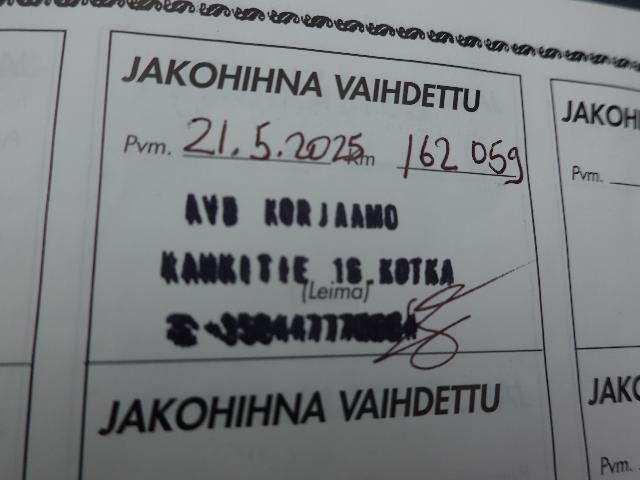 JAKOHIHNA VAIHDETTU
Pvm. 21.5.2025 km 162 059
AVB KORJAAMO
KANKITIE 16. KOTKA
(Leima)
JAKOHIHNA VAIHDETTU
JAKOHI
Pvm.
JAKO
Pvm.